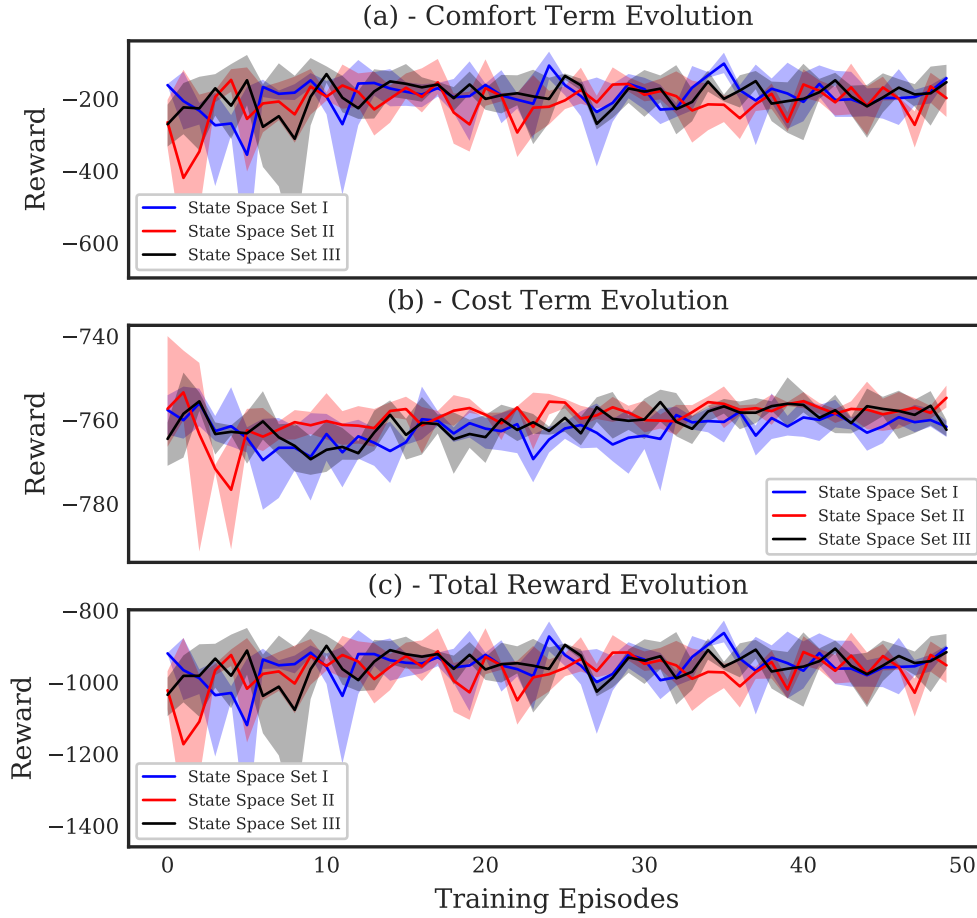 (a) - Comfort Term Evolution
−200
−400
−600
Reward
State Space Set I
State Space Set II
State Space Set III
(b) - Cost Term Evolution
−740
−760
−780
Reward
State Space Set I
State Space Set II
State Space Set III
(c) - Total Reward Evolution
−800
−1000
−1200
−1400
Reward
State Space Set I
State Space Set II
State Space Set III
0 10 20 30 40 50
Training Episodes